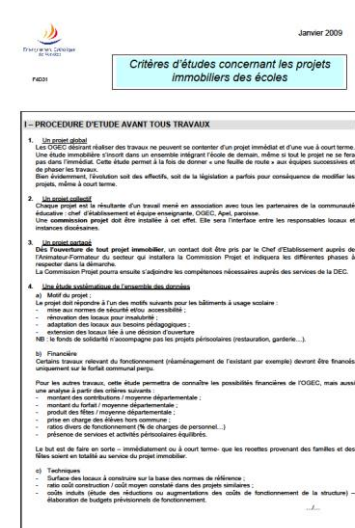 Janvier 2009
Enseignement Catholique
F4D31
Critères d'études concernant les projets
immobiliers des écoles
I – PROCEDURE D'ETUDE AVANT TOUS TRAVAUX
1. Un projet global
Les OGEC désirant réaliser des travaux ne peuvent se contenter d'un projet immédiat et d'une vue à court terme.
Une étude immobilière s'inscrit dans un ensemble intégrant l'école de demain, même si tout le projet ne se fera
pas dans l'immédiat. Cette étude permet à la fois de donner « une feuille de route » aux équipes successives et
de phaser les travaux.
Bien évidemment, l'évolution soit des effectifs, soit de la législation a parfois pour conséquence de modifier les
projets, même à court terme.
2. Un projet collectif
Chaque projet est la résultante d'un travail mené en association avec tous les partenaires de la communauté
éducative : chef d'établissement et équipe enseignante, OGEC, Apel, paroisse.
Une commission projet doit être installée à cet effet. Elle sera l'interface entre les responsables locaux et
instances diocésaines.
3. Un projet partagé
Dès l'ouverture de tout projet immobilier, un contact doit être pris par le Chef d'Etablissement auprès de
l'Animateur-Formateur du secteur qui installera la Commission Projet et indiquera les différentes phases à
respecter dans la démarche.
La Commission Projet pourra ensuite s'adjoindre les compétences nécessaires auprès des services de la DEC.
4. Une étude systématique de l'ensemble des données
a) Motif du projet :
Le projet doit répondre à l'un des motifs suivants pour les bâtiments à usage scolaire :
- mise aux normes de sécurité et/ou accessibilité ;
- rénovation des locaux pour insalubrité ;
- adaptation des locaux aux besoins pédagogiques ;
- extension des locaux liée à une décision d'ouverture
NB : le fonds de solidarité n'accompagne pas les projets périscolaires (restauration, garderie…).
b) Financière
Certains travaux relevant du fonctionnement (réaménagement de l'existant par exemple) devront être financés
uniquement sur le forfait communal perçu.
Pour les autres travaux, cette étude permettra de connaître les possibilités financières de l'OGEC, mais aussi
une analyse à partir des critères suivants :
- montant des contributions / moyenne départementale ;
- montant du forfait / moyenne départementale ;
- produit des fêtes / moyenne départementale ;
- prise en charge des élèves hors commune ;
- ratios divers de fonctionnement (% de charges de personnel…)
- présence de services et activités périscolaires équilibrés.
Le but est de faire en sorte – immédiatement ou à court terme- que les recettes provenant des familles et des
fêtes soient en totalité au service du projet immobilier.
c) Techniques
- Surface des locaux à construire sur la base des normes de référence ;
- ratio coût construction / coût moyen constaté dans des projets similaires ;
- coûts induits (étude des réductions ou augmentations des coûts de fonctionnement de la structure) –
élaboration de budgets prévisionnels de fonctionnement.
…/…